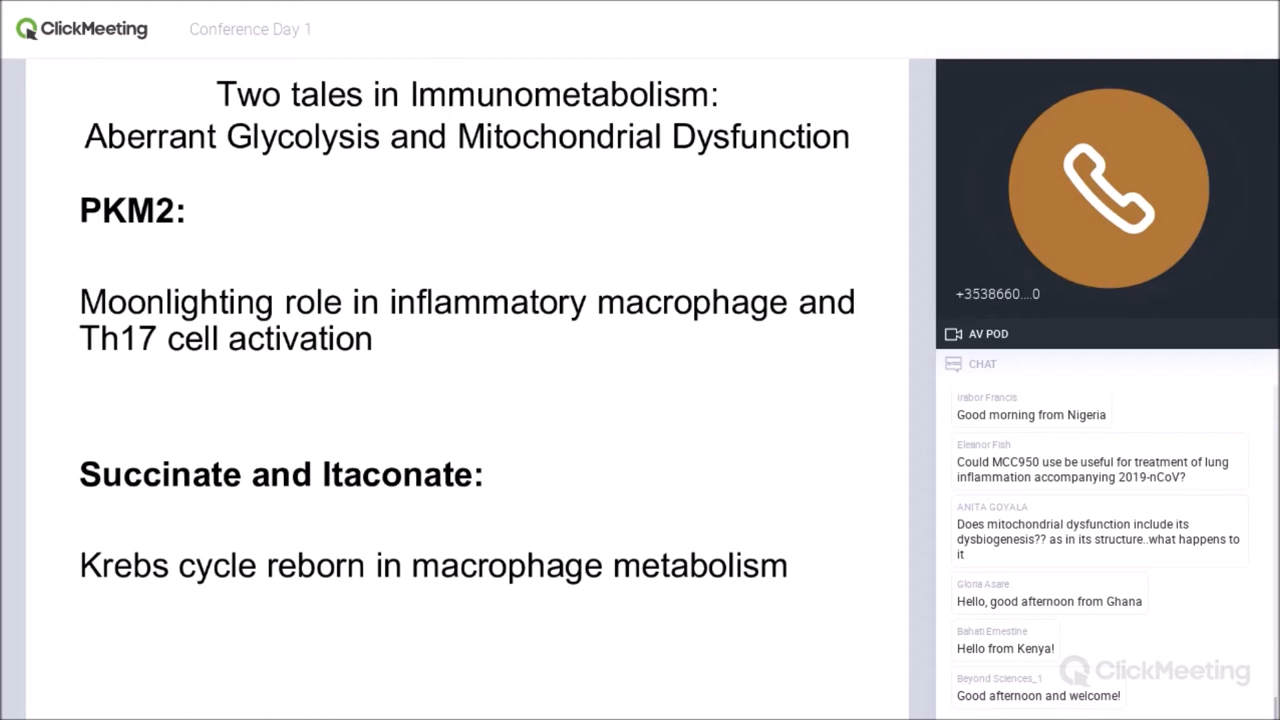 ClickMeeting
Conference Day 1
Two tales in Immunometabolism:
Aberrant Glycolysis and Mitochondrial Dysfunction
PKM2:
Moonlighting role in inflammatory macrophage and
Th17 cell activation
Succinate and Itaconate:
Krebs cycle reborn in macrophage metabolism
+3538660....0
AV POD
CHAT
Irabor Francis
Good morning from Nigeria
Eleanor Fish
Could MCC950 use be useful for treatment of lung
inflammation accompanying 2019-nCoV?
ANITA GOYALA
Does mitochondrial dysfunction include its
dysbiogenesis?? as in its structure..what happens to
it
Gloria Asare
Hello, good afternoon from Ghana
Bahati Ernestine
Hello from Kenya!
Beyond Sciences_1
Good afternoon and welcome!
ClickMeeting